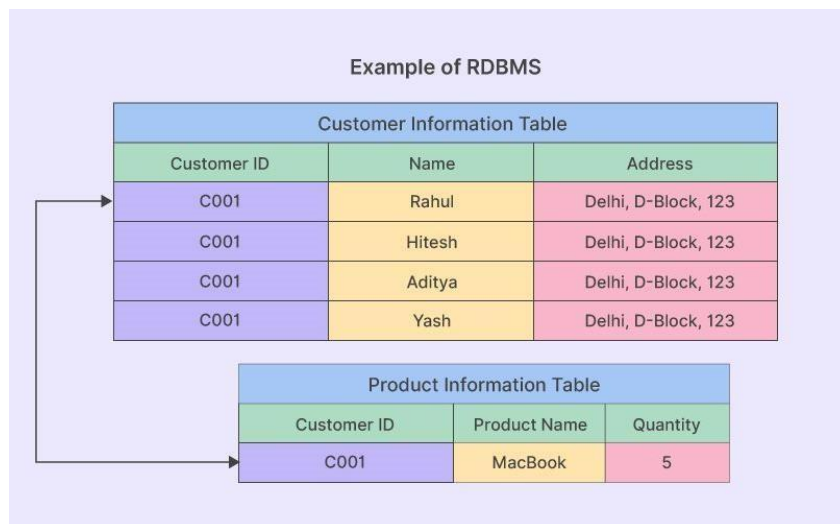 Example of RDBMS
Customer Information Table
Customer ID Name Address
C001 Rahul Delhi, D-Block, 123
C001 Hitesh Delhi, D-Block, 123
C001 Aditya Delhi, D-Block, 123
C001 Yash Delhi, D-Block, 123
Product Information Table
Customer ID Product Name Quantity
C001 MacBook 5